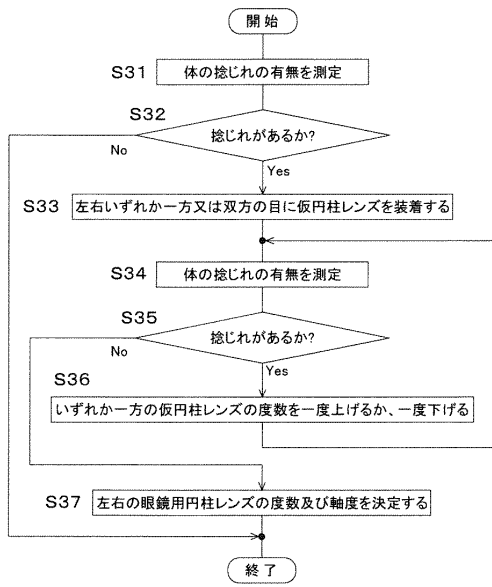 開始
S31
体の捻じれの有無を測定
S32
捻じれがあるか?
No
Yes
S33
左右いずれか一方又は双方の目に仮円柱レンズを装着する
S34
体の捻じれの有無を測定
S35
捻じれがあるか?
No
Yes
S36
いずれか一方の仮円柱レンズの度数を一度上げるか、一度下げる
S37
左右の眼鏡用円柱レンズの度数及び軸度を決定する
終了